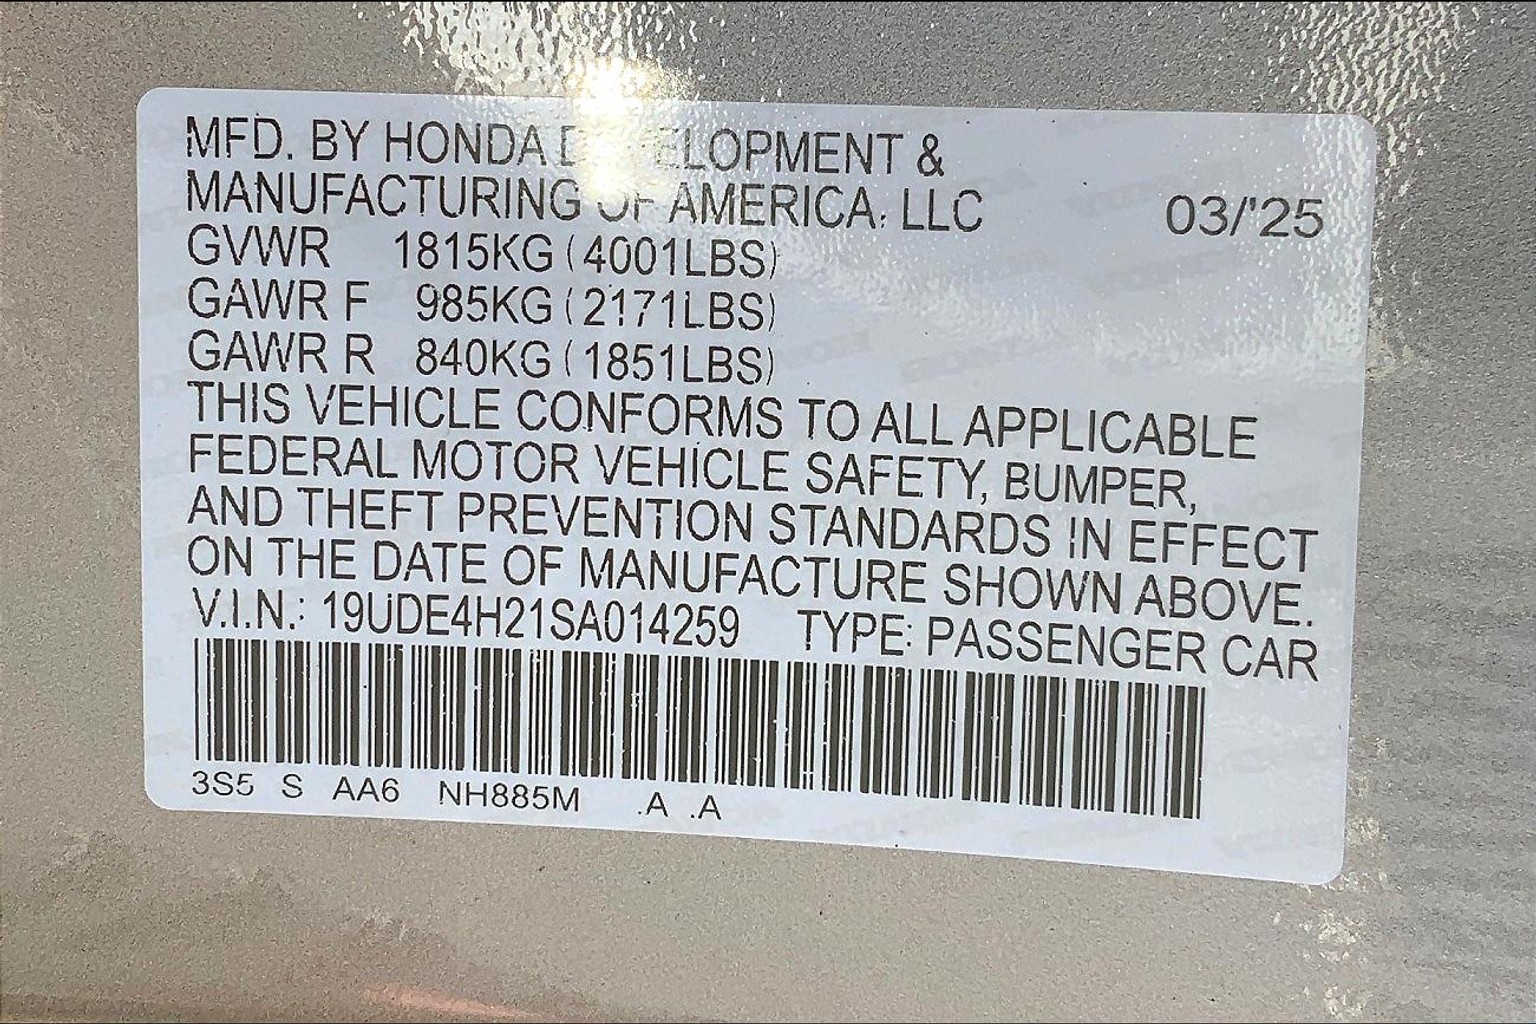 MFD. BY HONDA DEVELOPMENT &
MANUFACTURING OF AMERICA, LLC 03/'25
GVWR 1815KG (4001LBS)
GAWR F 985KG (2171LBS)
GAWR R 840KG (1851LBS)
THIS VEHICLE CONFORMS TO ALL APPLICABLE
FEDERAL MOTOR VEHICLE SAFETY, BUMPER,
AND THEFT PREVENTION STANDARDS IN EFFECT
ON THE DATE OF MANUFACTURE SHOWN ABOVE.
V.I.N.: 19UDE4H21SA014259 TYPE: PASSENGER CAR
3S5 S AA6 NH885M .A .A